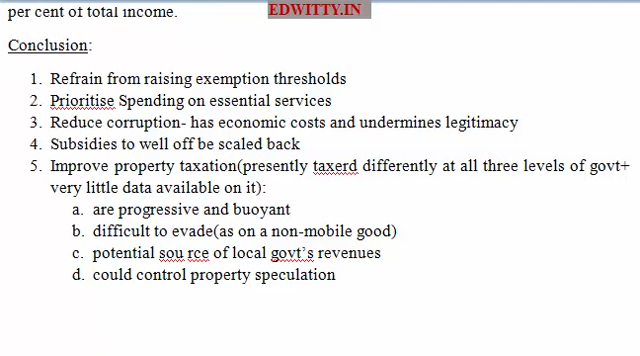 EDWITTY.IN
per cent of total income.
Conclusion:
1. Refrain from raising exemption thresholds
2. Prioritise Spending on essential services
3. Reduce corruption- has economic costs and undermines legitimacy
4. Subsidies to well off be scaled back
5. Improve property taxation(presently taxerd differently at all three levels of govt+
very little data available on it):
a. are progressive and buoyant
b. difficult to evade(as on a non-mobile good)
c. potential sou rce of local govt's revenues
d. could control property speculation